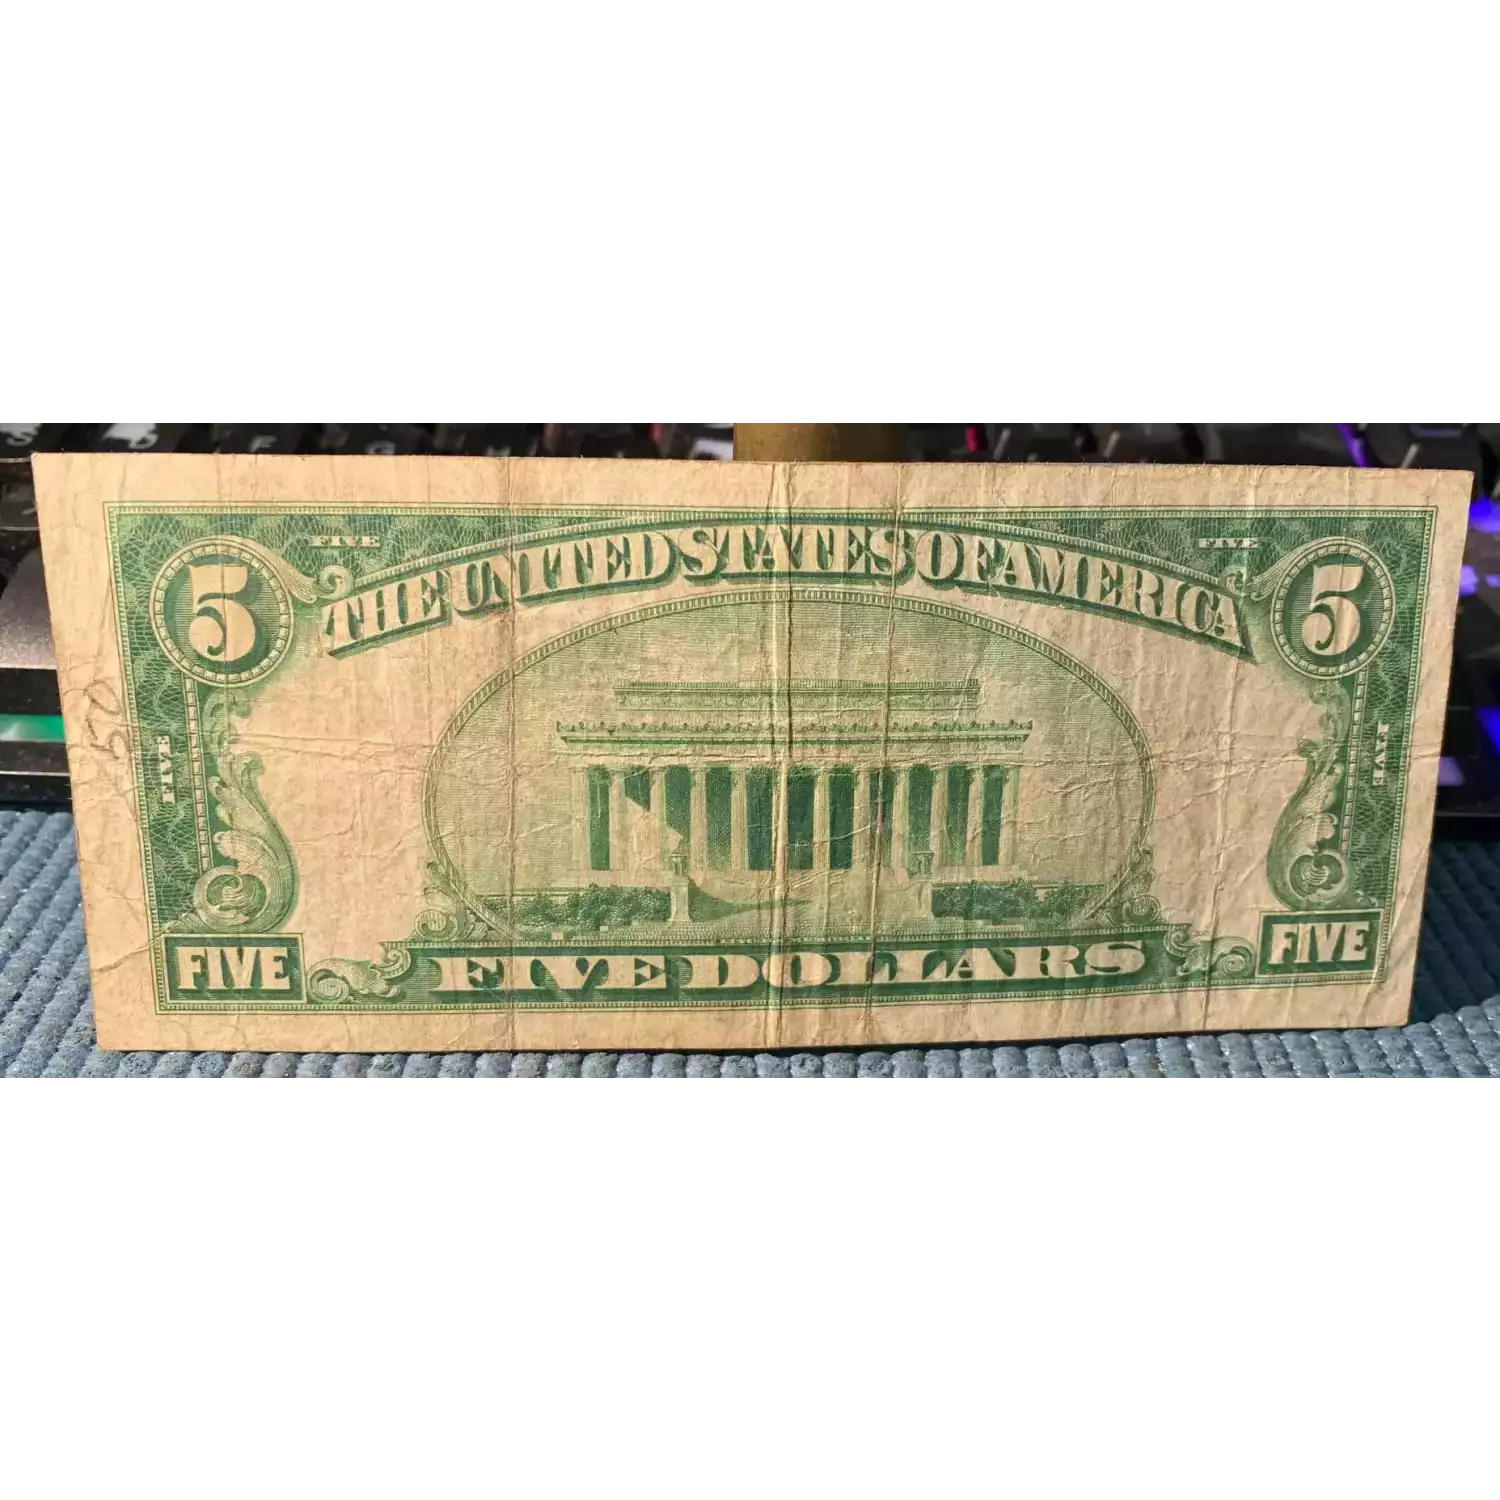 S D F G H
FIVE FIVE
5 THE UNITED STATES OF AMERICA 5
FIVE FIVE
FIVE FIVE DOLLARS FIVE